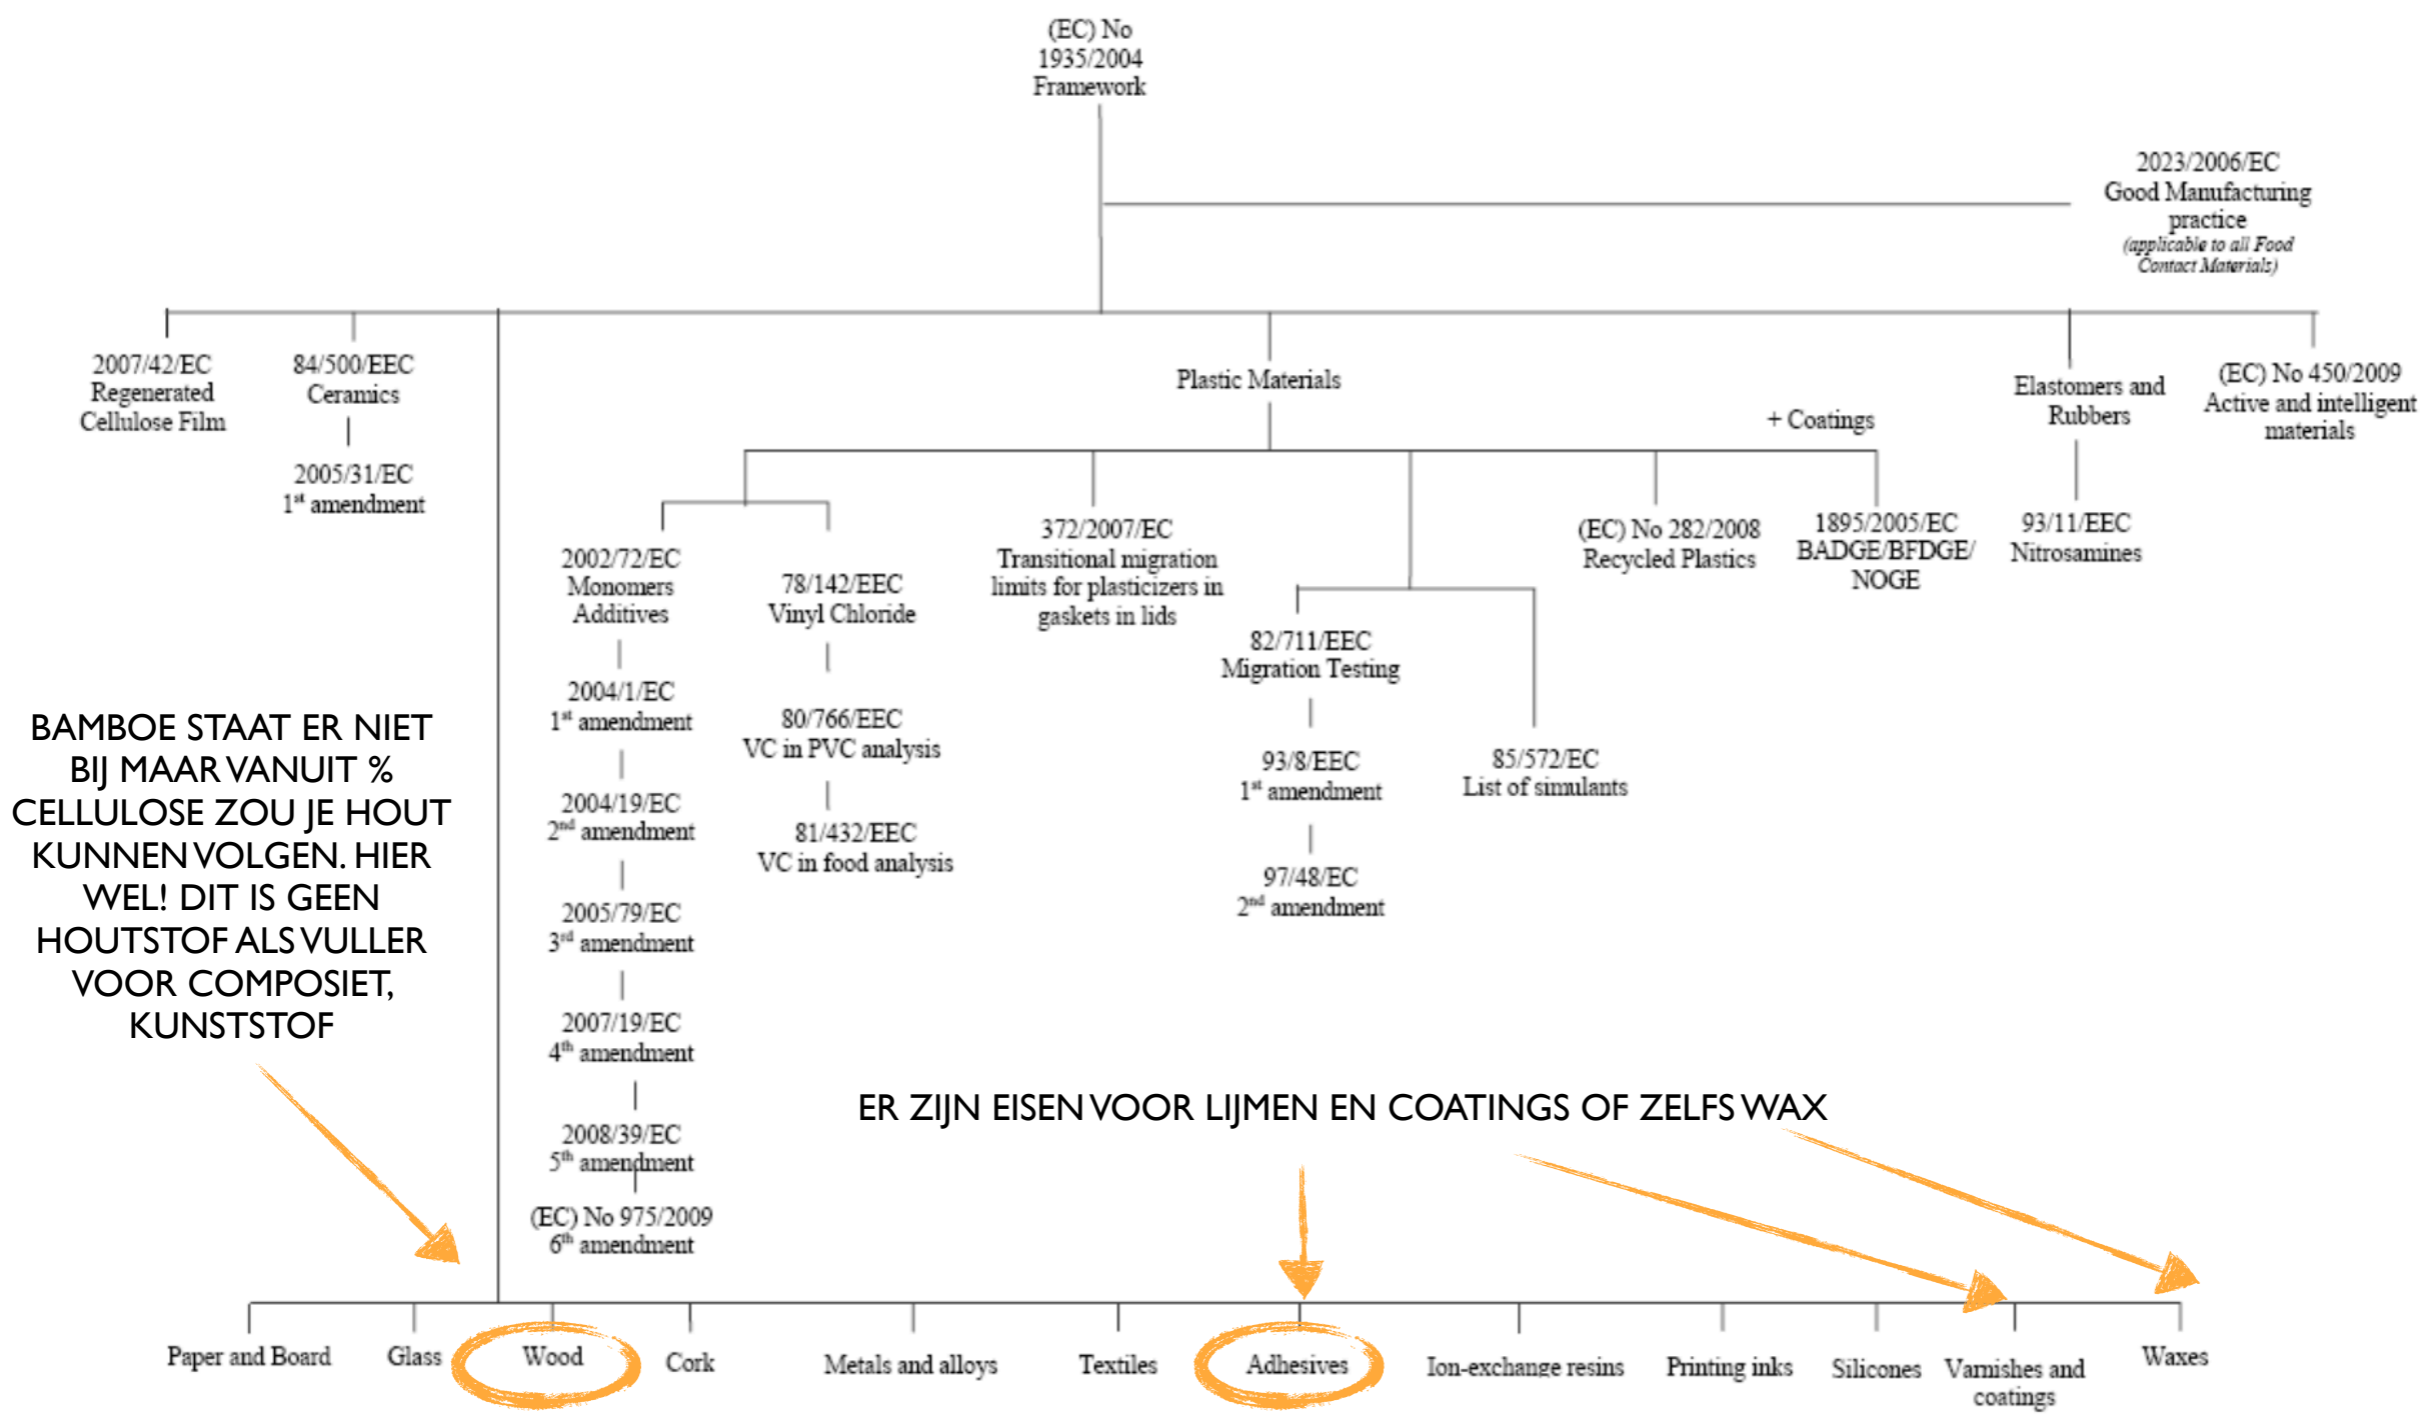 (EC) No
1935/2004
Framework
2023/2006/EC
Good Manufacturing
practice
(applicable to all Food
Contact Materials)
2007/42/EC
Regenerated
Cellulose Film
84/500/EEC
Ceramics
2005/31/EC
1st amendment
Plastic Materials
+ Coatings
Elastomers and
Rubbers
(EC) No 450/2009
Active and intelligent
materials
2002/72/EC
Monomers
Additives
2004/1/EC
1st amendment
2004/19/EC
2nd amendment
2005/79/EC
3rd amendment
2007/19/EC
4th amendment
2008/39/EC
5th amendment
(EC) No 975/2009
6th amendment
78/142/EEC
Vinyl Chloride
80/766/EEC
VC in PVC analysis
81/432/EEC
VC in food analysis
372/2007/EC
Transitional migration
limits for plasticizers in
gaskets in lids
82/711/EEC
Migration Testing
93/8/EEC
1st amendment
97/48/EC
2nd amendment
85/572/EC
List of simulants
(EC) No 282/2008
Recycled Plastics
1895/2005/EC
BADGE/BFDGE/
NOGE
93/11/EEC
Nitrosamines
BAMBOE STAAT ER NIET
BIJ MAAR VANUIT %
CELLULOSE ZOU JE HOUT
KUNNEN VOLGEN. HIER
WEL! DIT IS GEEN
HOUTSTOF ALS VULLER
VOOR COMPOSIET,
KUNSTSTOF
ER ZIJN EISEN VOOR LIJMEN EN COATINGS OF ZELFS WAX
Paper and Board
Glass
Wood
Cork
Metals and alloys
Textiles
Adhesives
Ion-exchange resins
Printing inks
Silicones
Varnishes and
coatings
Waxes